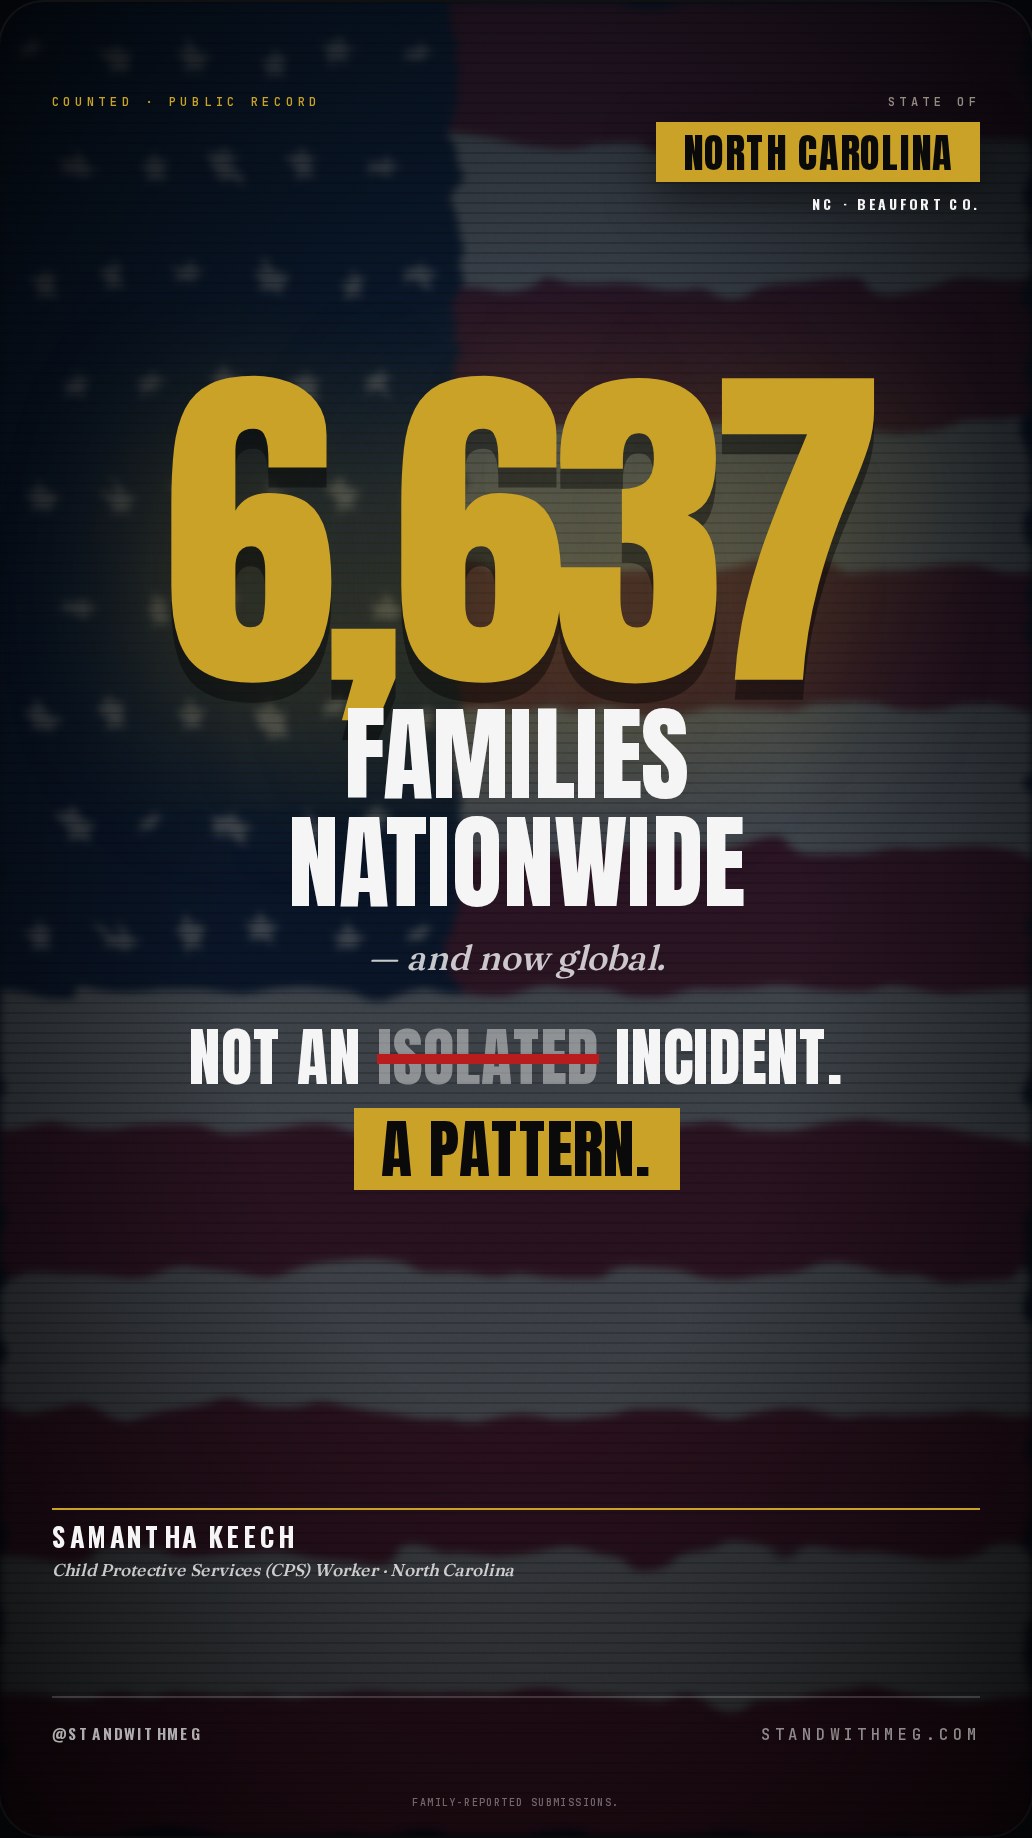 COUNTED · PUBLIC RECORD
STATE OF
NORTH CAROLINA
NC · BEAUFORT CO.
6,637
FAMILIES
NATIONWIDE
— and now global.
NOT AN ISOLATED INCIDENT.
A PATTERN.
SAMANTHA KEECH
Child Protective Services (CPS) Worker · North Carolina
@STANDWITHMEG
STANDWITHMEG.COM
FAMILY-REPORTED SUBMISSIONS.